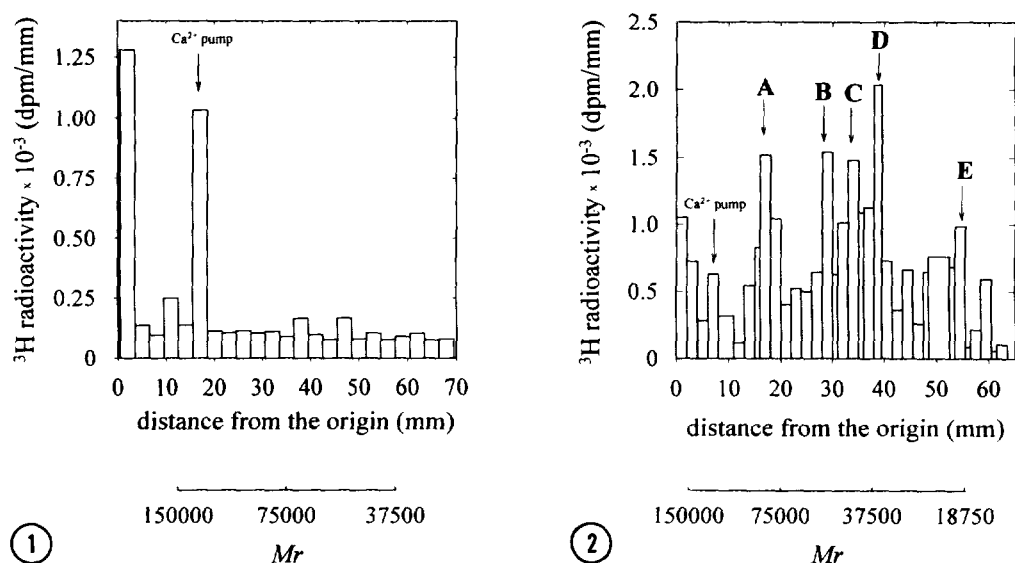 ³H radioactivity × 10⁻³ (dpm/mm)
1.25
1.00
0.75
0.50
0.25
0
Ca²⁺ pump
0 10 20 30 40 50 60 70
distance from the origin (mm)
150000 75000 37500
Mr
1
³H radioactivity × 10⁻³ (dpm/mm)
2.5
2.0
1.5
1.0
0.5
0.0
Ca²⁺ pump
A
B
C
D
E
0 10 20 30 40 50 60
distance from the origin (mm)
150000 75000 37500 18750
Mr
2